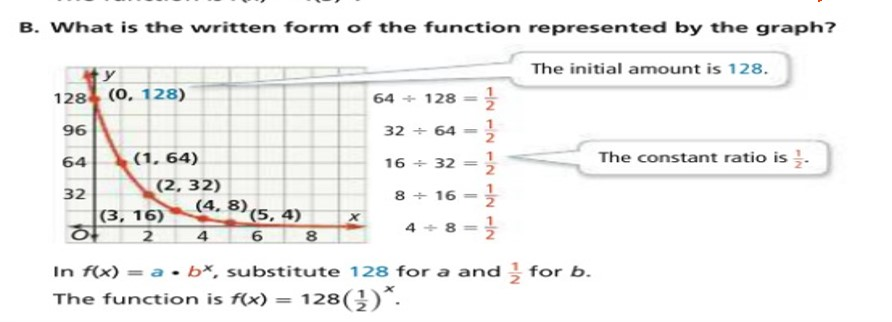 B. What is the written form of the function represented by the graph?
The initial amount is 128.
y
128
(0, 128)
96
64
(1, 64)
32
(2, 32)
(3, 16)
(4, 8)
(5, 4)
x
O
2 4 6 8
64 ÷ 128 = 1/2
32 ÷ 64 = 1/2
16 ÷ 32 = 1/2
8 ÷ 16 = 1/2
4 ÷ 8 = 1/2
The constant ratio is 1/2.
In f(x) = a • bˣ, substitute 128 for a and 1/2 for b.
The function is f(x) = 128(1/2)ˣ.